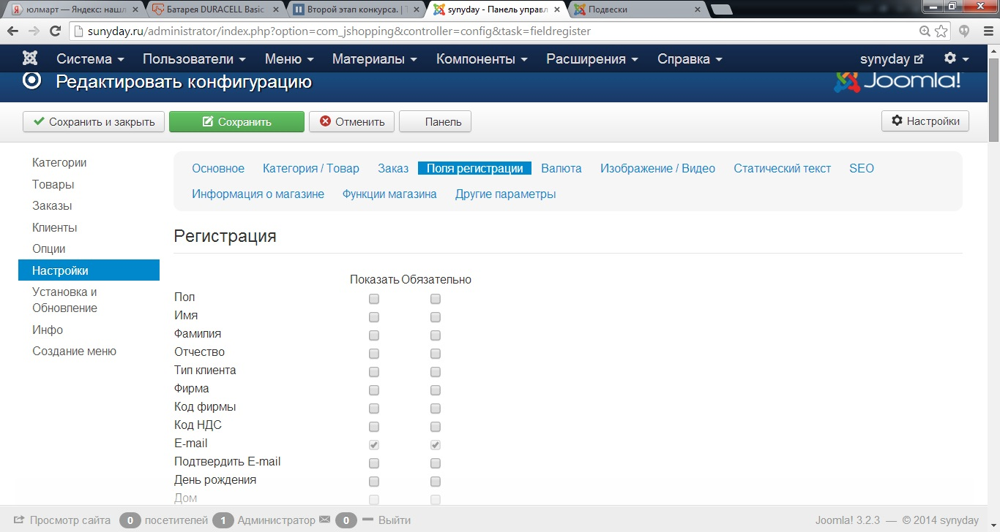 юлмарт — Яндекс: нашл
Батарея DURACELL Basic
Второй этап конкурса. | T
synyday - Панель управл
Подвески
sunyday.ru/administrator/index.php?option=com_jshopping&controller=config&task=fieldregister
Система Пользователи Меню Материалы Компоненты Расширения Справка synyday
Редактировать конфигурацию Joomla!
Сохранить и закрыть Сохранить Отменить Панель Настройки
Категории
Товары
Заказы
Клиенты
Опции
Настройки
Установка и
Обновление
Инфо
Создание меню
Основное Категория / Товар Заказ Поля регистрации Валюта Изображение / Видео Статический текст SEO
Информация о магазине Функции магазина Другие параметры
Регистрация
Показать Обязательно
Пол
Имя
Фамилия
Отчество
Тип клиента
Фирма
Код фирмы
Код НДС
E-mail
Подтвердить E-mail
День рождения
Дом
Просмотр сайта 0 посетителей 1 Администратор 0 Выйти Joomla! 3.2.3 — © 2014 synyday